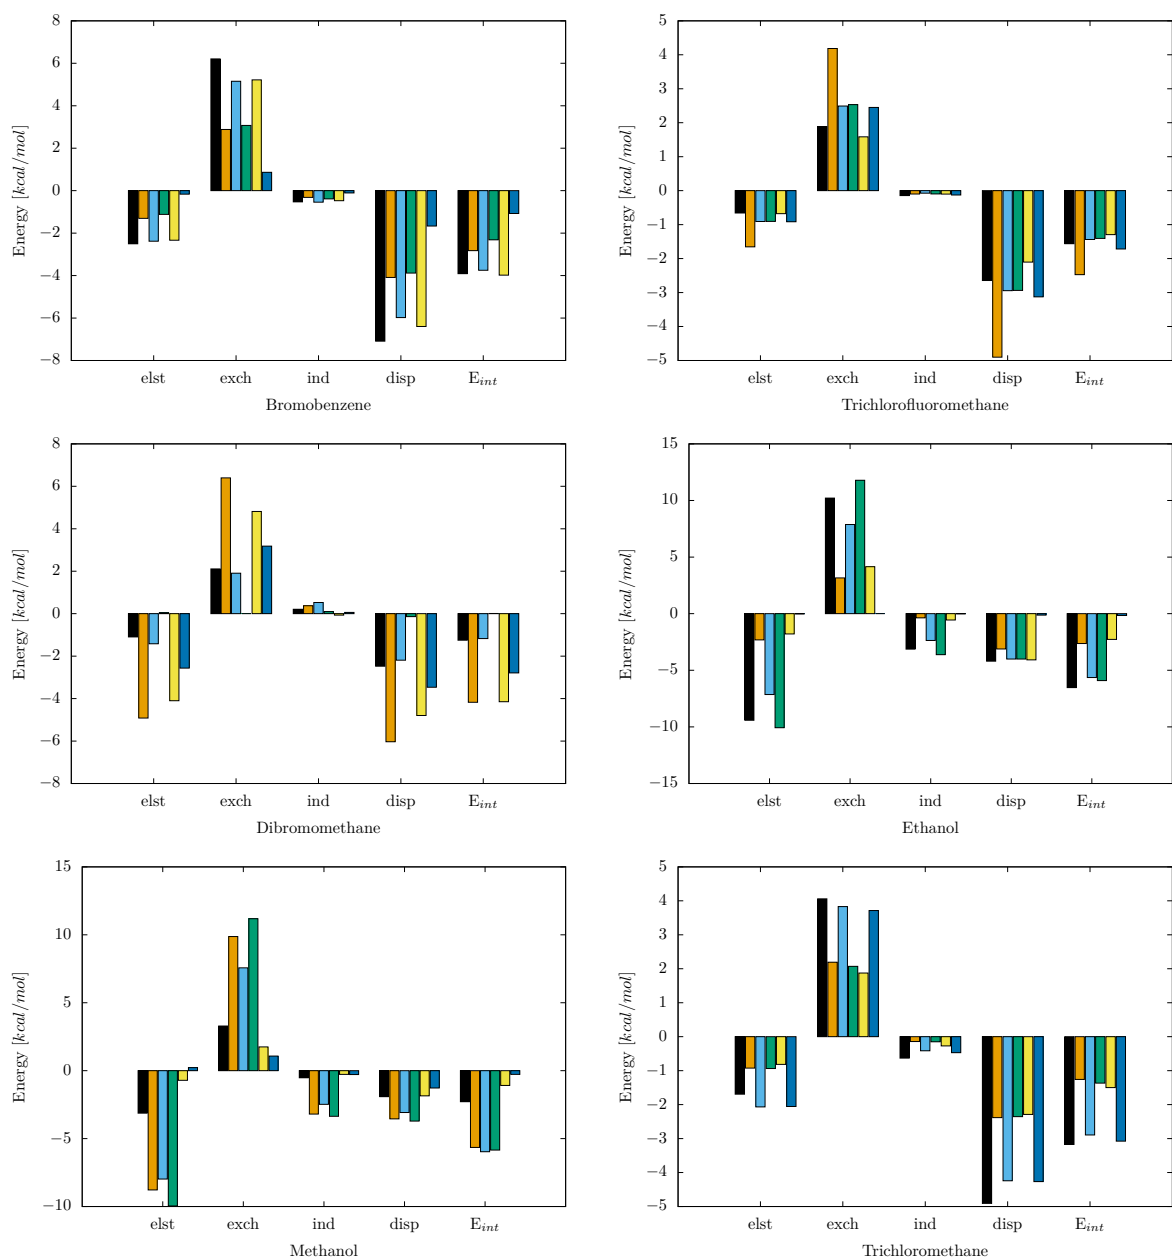 8
6
4
2
0
−2
−4
−6
−8
Energy [kcal/mol]
elst exch ind disp E_int
Bromobenzene
5
4
3
2
1
0
−1
−2
−3
−4
−5
Energy [kcal/mol]
elst exch ind disp E_int
Trichlorofluoromethane
8
6
4
2
0
−2
−4
−6
−8
Energy [kcal/mol]
elst exch ind disp E_int
Dibromomethane
15
10
5
0
−5
−10
−15
Energy [kcal/mol]
elst exch ind disp E_int
Ethanol
15
10
5
0
−5
−10
Energy [kcal/mol]
elst exch ind disp E_int
Methanol
5
4
3
2
1
0
−1
−2
−3
−4
−5
Energy [kcal/mol]
elst exch ind disp E_int
Trichloromethane